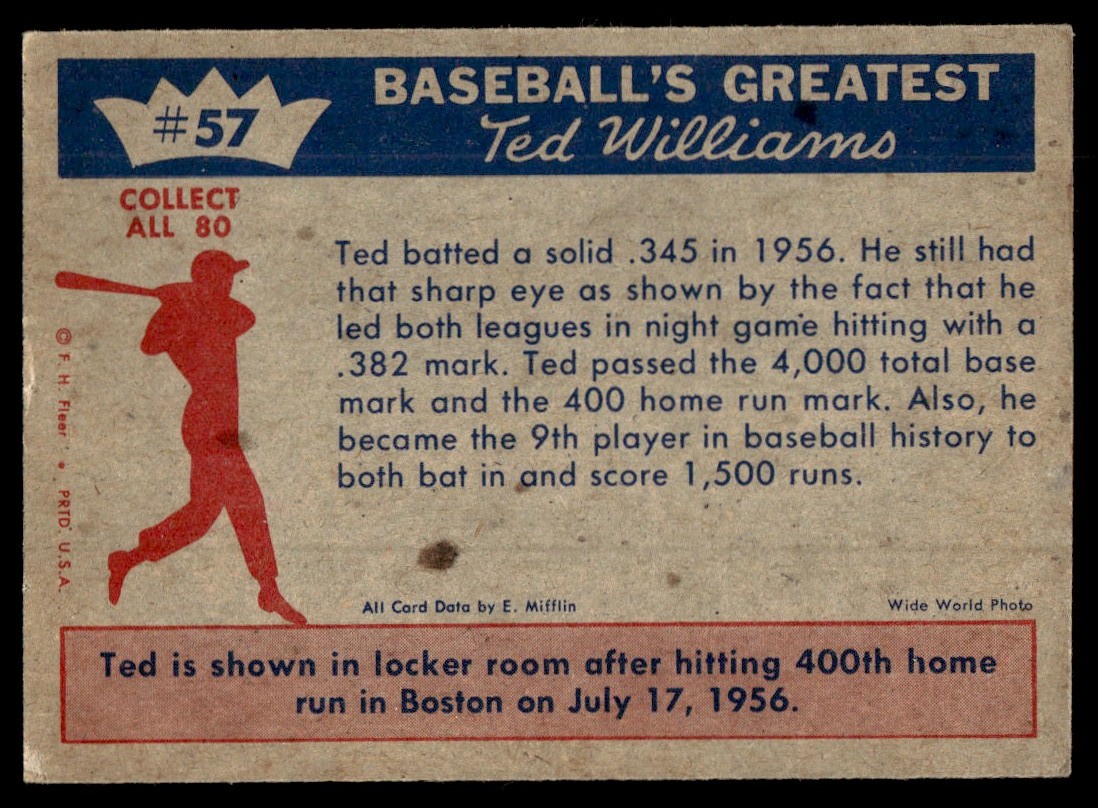 #57
BASEBALL'S GREATEST
Ted Williams
COLLECT
ALL 80
Ted batted a solid .345 in 1956. He still had
that sharp eye as shown by the fact that he
led both leagues in night game hitting with a
.382 mark. Ted passed the 4,000 total base
mark and the 400 home run mark. Also, he
became the 9th player in baseball history to
both bat in and score 1,500 runs.
© F. H. Fleer • PRTD. U.S.A.
All Card Data by E. Mifflin
Wide World Photo
Ted is shown in locker room after hitting 400th home
run in Boston on July 17, 1956.